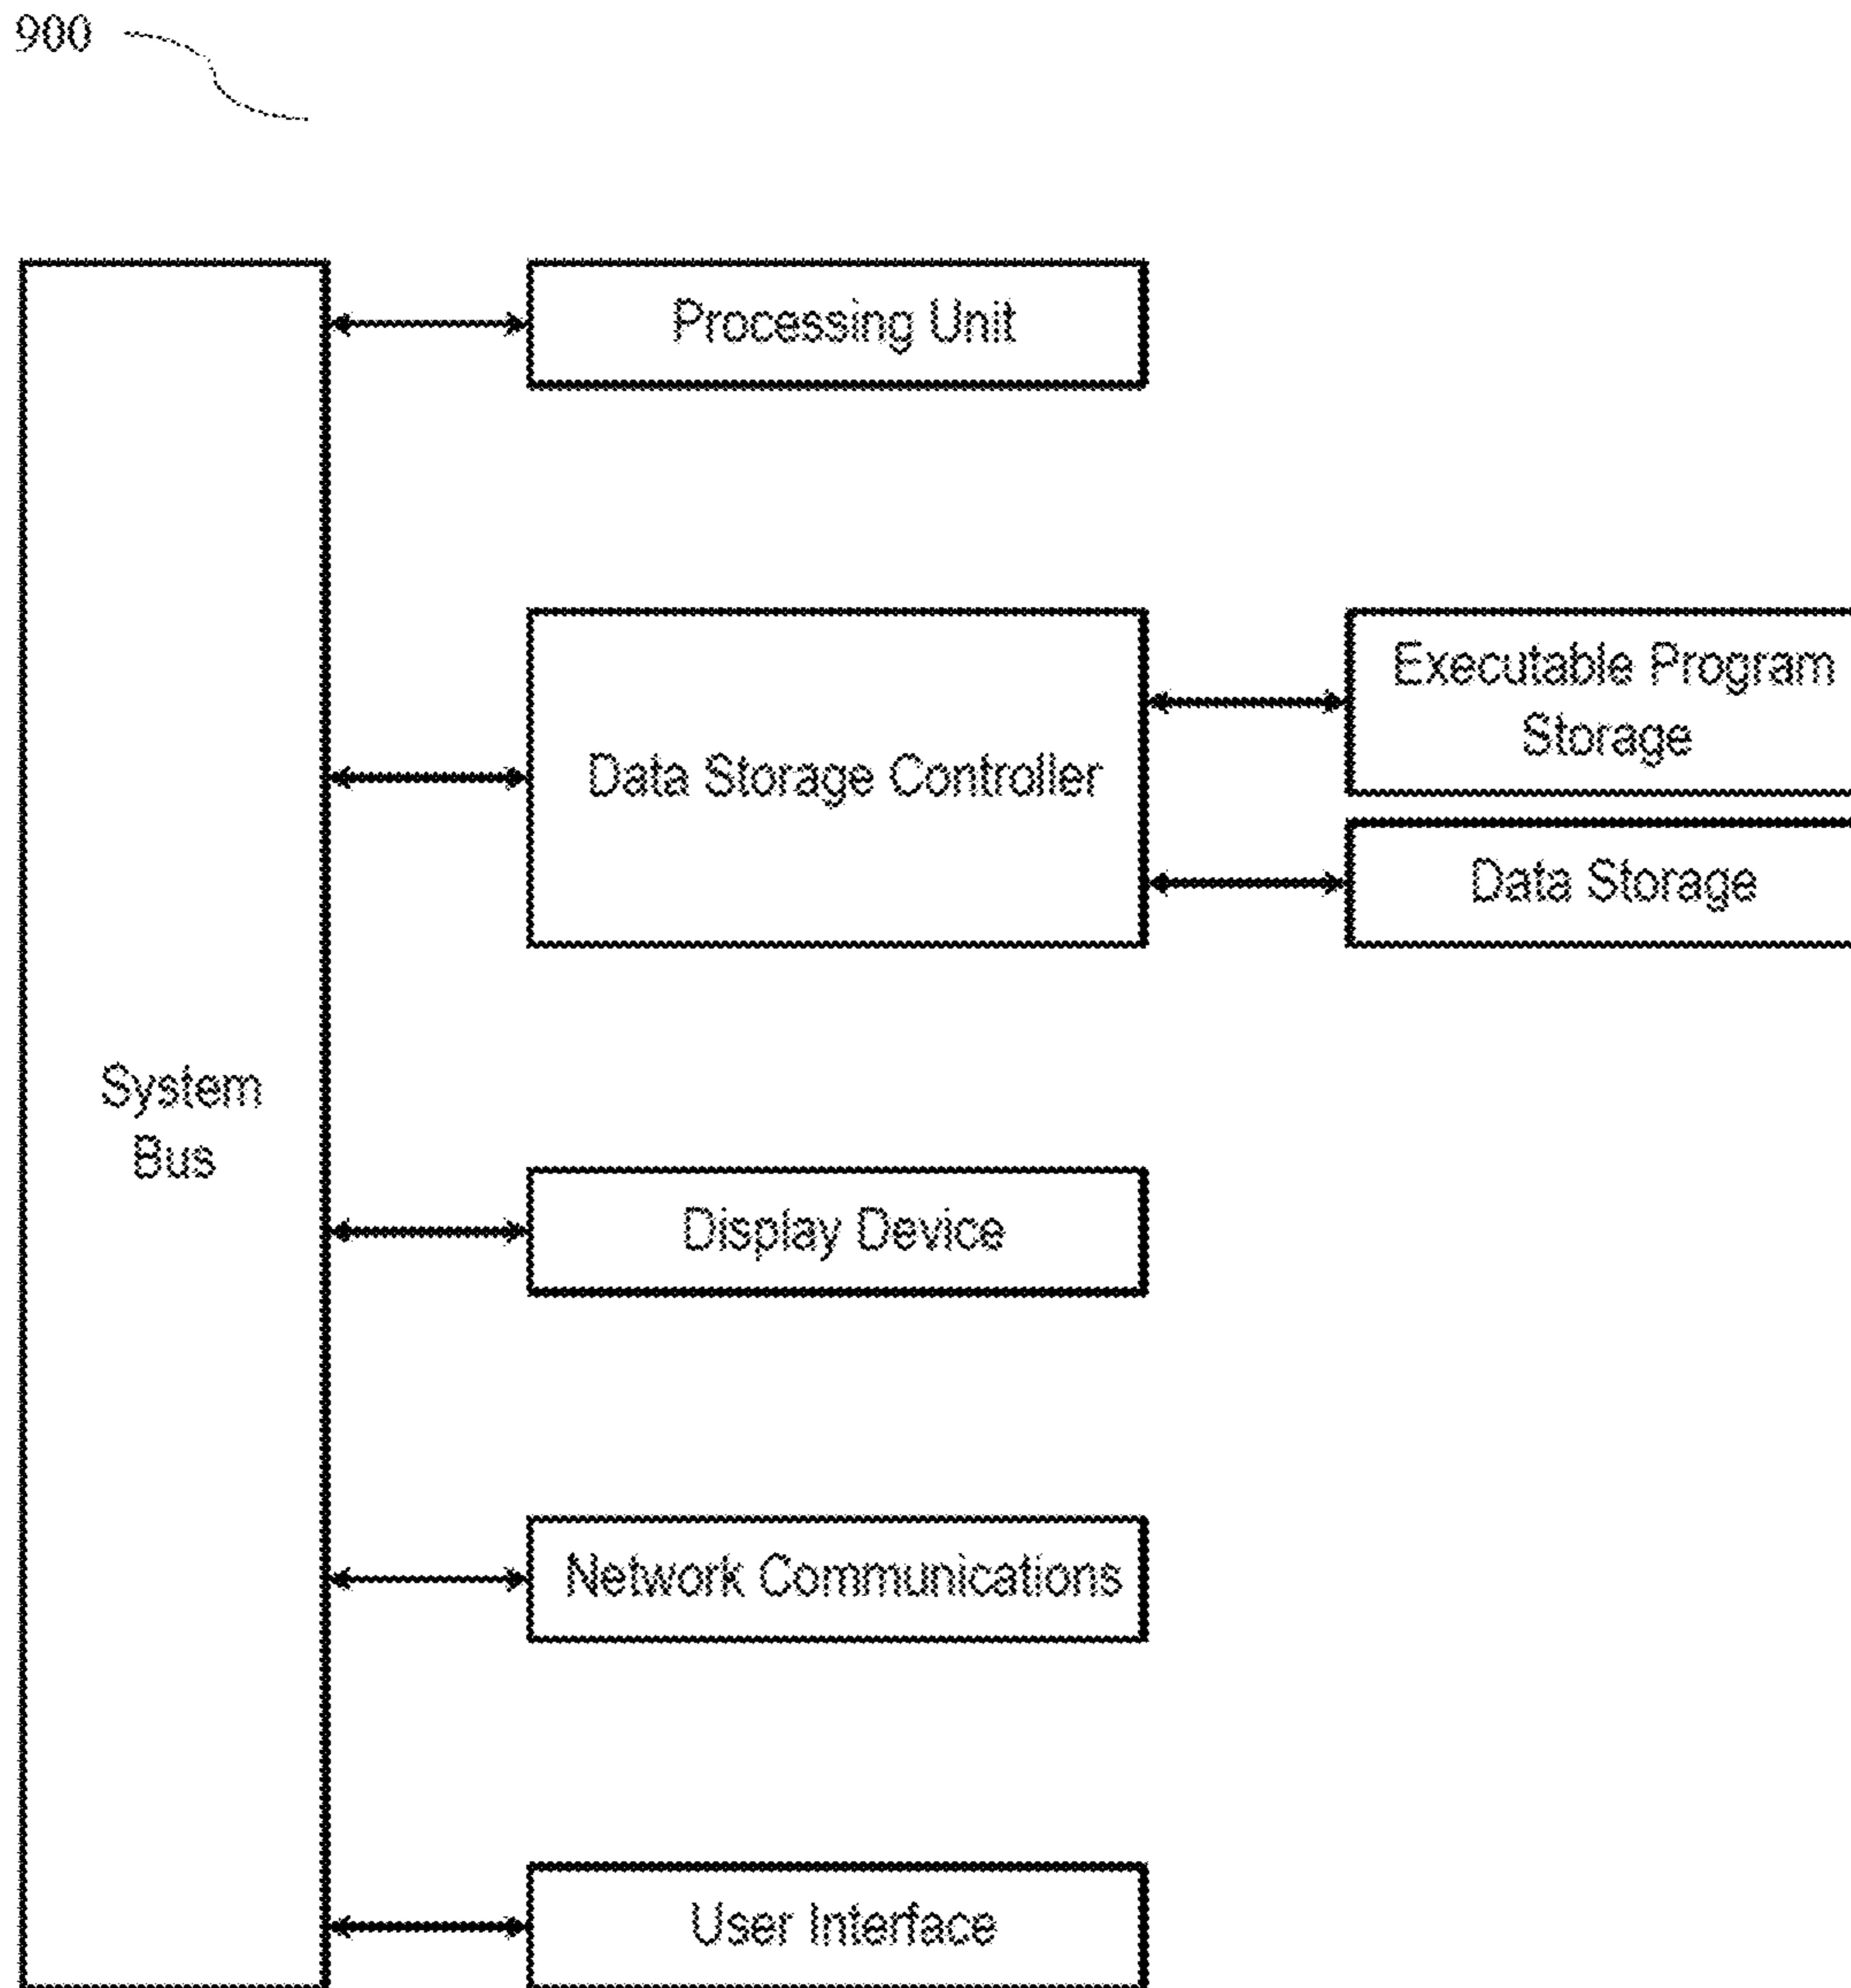 900
Processing Unit
Executable Program
Storage
Data Storage Controller
Data Storage
System
Bus
Display Device
Network Communications
User Interface